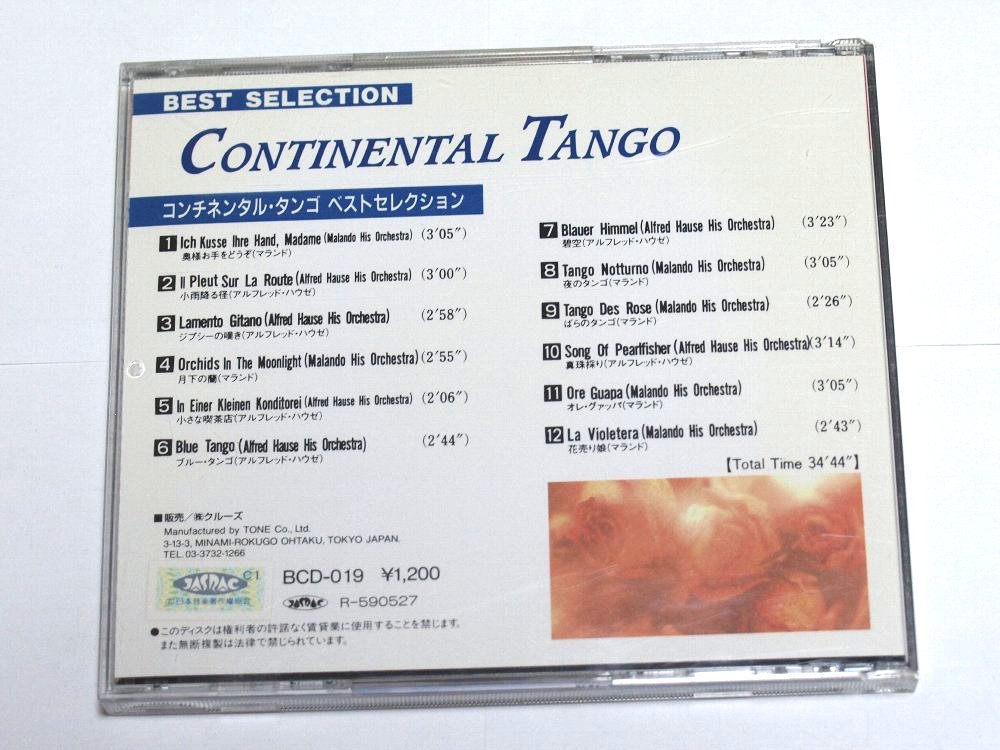 BEST SELECTION
CONTINENTAL TANGO
コンチネンタル・タンゴ ベストセレクション
1 Ich Kusse Ihre Hand, Madame (Malando His Orchestra) (3'05")
奥様お手をどうぞ(マランド)
2 Il Pleut Sur La Route (Alfred Hause His Orchestra) (3'00")
小雨降る径(アルフレッド・ハウゼ)
3 Lamento Gitano (Alfred Hause His Orchestra) (2'58")
ジプシーの嘆き(アルフレッド・ハウゼ)
4 Orchids In The Moonlight (Malando His Orchestra) (2'55")
月下の蘭(マランド)
5 In Einer Kleinen Konditorei (Alfred Hause His Orchestra) (2'06")
小さな喫茶店(アルフレッド・ハウゼ)
6 Blue Tango (Alfred Hause His Orchestra) (2'44")
ブルー・タンゴ(アルフレッド・ハウゼ)
7 Blauer Himmel (Alfred Hause His Orchestra) (3'23")
碧空(アルフレッド・ハウゼ)
8 Tango Notturno (Malando His Orchestra) (3'05")
夜のタンゴ(マランド)
9 Tango Des Rose (Malando His Orchestra) (2'26")
ばらのタンゴ(マランド)
10 Song Of Pearlfisher (Alfred Hause His Orchestra) (3'14")
真珠採り(アルフレッド・ハウゼ)
11 Ore Guapa (Malando His Orchestra) (3'05")
オレ・グァッパ(マランド)
12 La Violetera (Malando His Orchestra) (2'43")
花売り娘(マランド)
【Total Time 34'44"】
■販売／㈱クルーズ
Manufactured by TONE Co., Ltd.
3-13-3, MINAMI-ROKUGO OHTAKU, TOKYO JAPAN.
TEL. 03-3732-1266
JASRAC C1
日本音楽著作権協会
BCD-019 ¥1,200
JASRAC R-590527
●このディスクは権利者の許諾なく賃貸業に使用することを禁じます。
また無断複製は法律で禁じられています。